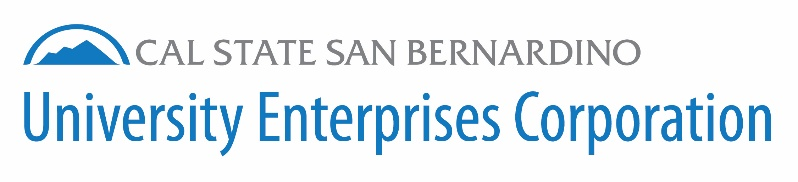 CAL STATE SAN BERNARDINO
University Enterprises Corporation